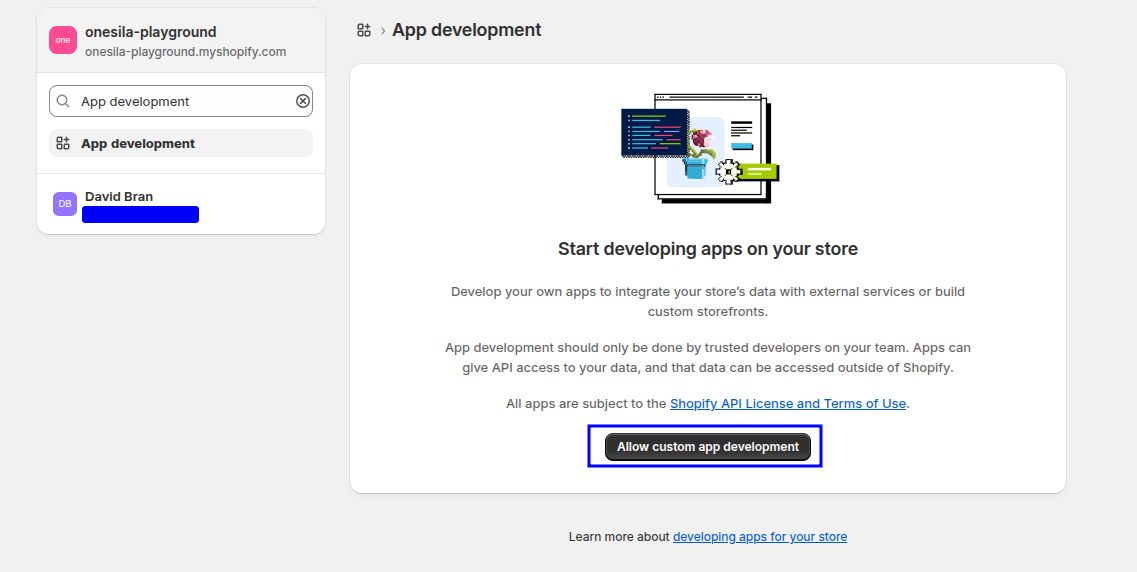 one
onesila-playground
onesila-playground.myshopify.com
App development
App development
DB
David Bran
App development
Start developing apps on your store
Develop your own apps to integrate your store's data with external services or build
custom storefronts.
App development should only be done by trusted developers on your team. Apps can
give API access to your data, and that data can be accessed outside of Shopify.
All apps are subject to the Shopify API License and Terms of Use.
Allow custom app development
Learn more about developing apps for your store